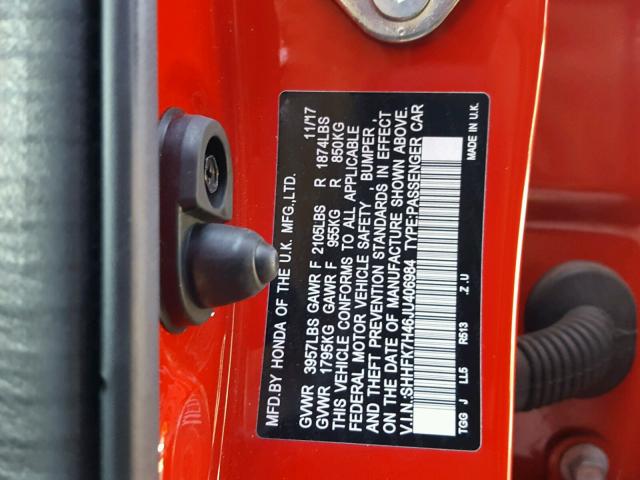 MFD.BY HONDA OF THE U.K. MFG.,LTD. 11/17
GVWR 3957LBS GAWR F 2105LBS R 1874LBS
GVWR 1795KG GAWR F 955KG R 850KG
THIS VEHICLE CONFORMS TO ALL APPLICABLE
FEDERAL MOTOR VEHICLE SAFETY , BUMPER ,
AND THEFT PREVENTION STANDARDS IN EFFECT
ON THE DATE OF MANUFACTURE SHOWN ABOVE.
V.I.N.:SHHFK7H46JU406984 TYPE:PASSENGER CAR
TGG J LL5 R513 .Z.U MADE IN U.K.